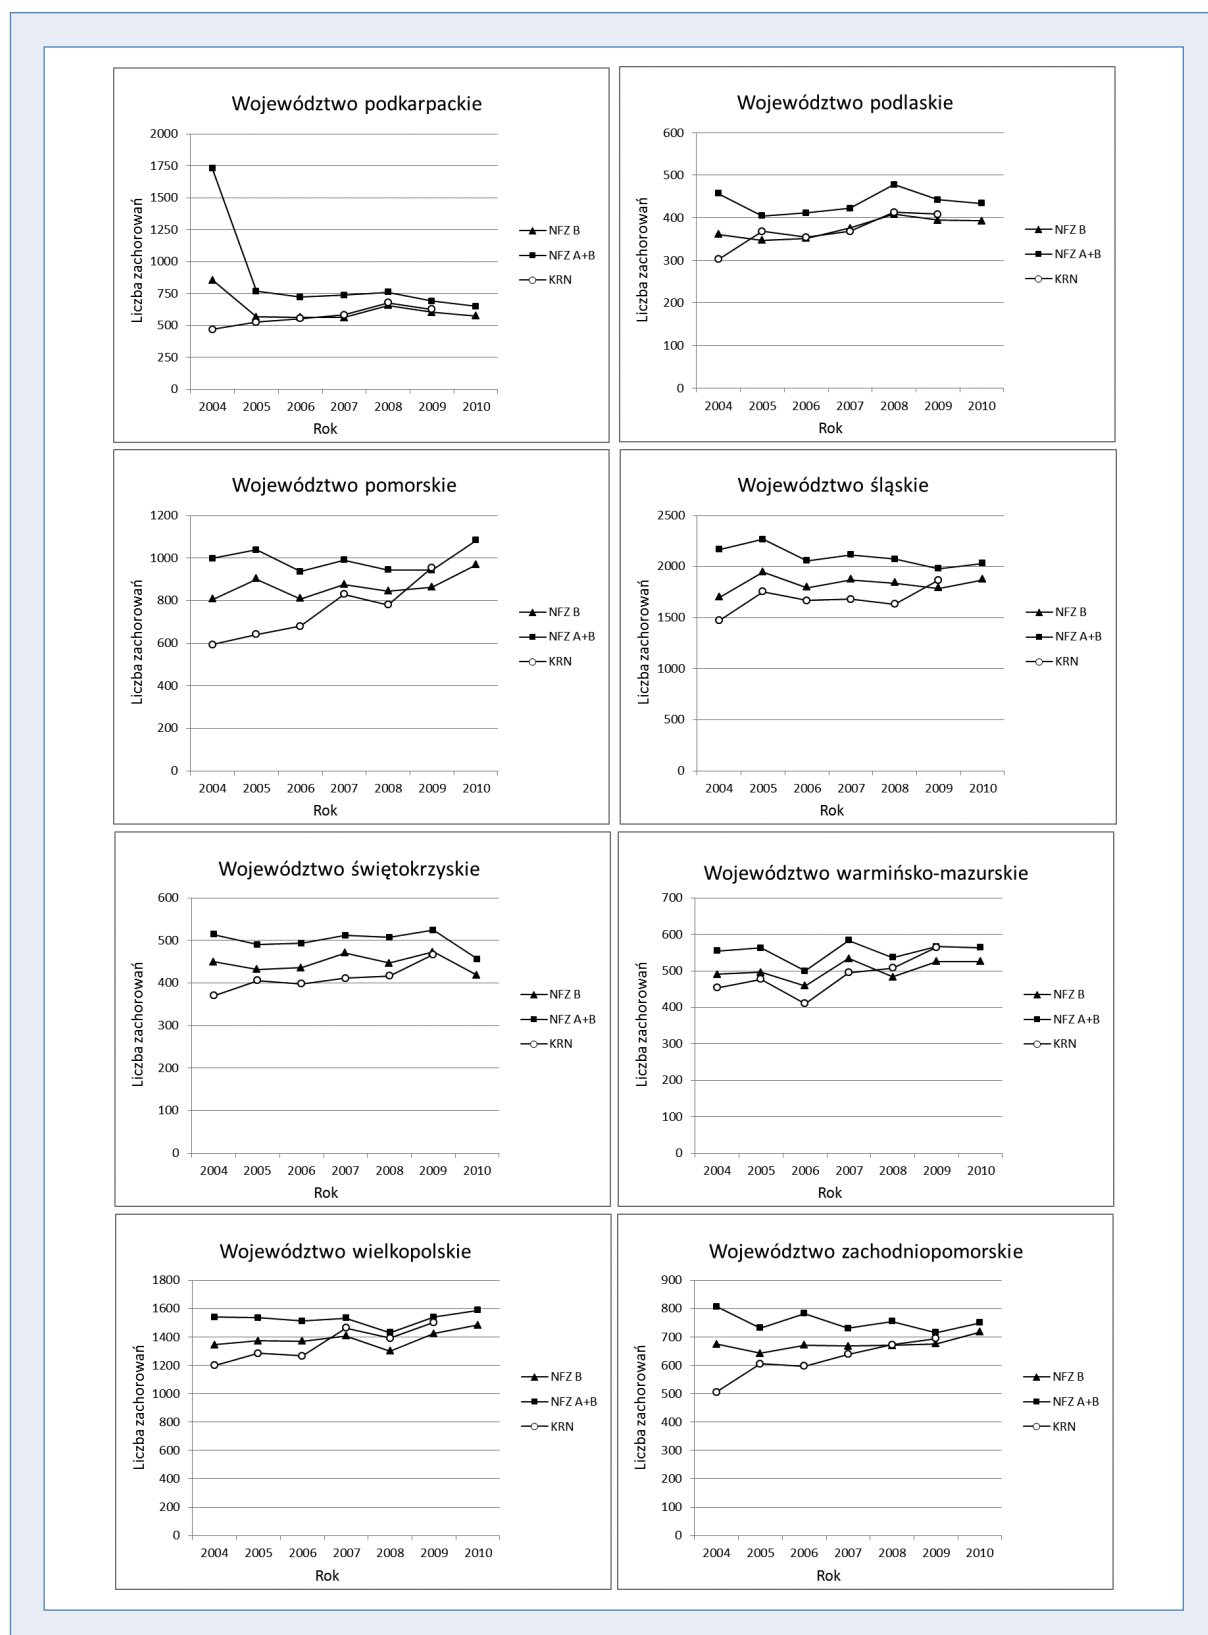 Województwo podkarpackie
2000
1750
1500
1250
1000
750
500
250
0
Liczba zachorowań
2004 2005 2006 2007 2008 2009 2010
Rok
NFZ B
NFZ A+B
KRN
Województwo podlaskie
600
500
400
300
200
100
0
Liczba zachorowań
2004 2005 2006 2007 2008 2009 2010
Rok
NFZ B
NFZ A+B
KRN
Województwo pomorskie
1200
1000
800
600
400
200
0
Liczba zachorowań
2004 2005 2006 2007 2008 2009 2010
Rok
NFZ B
NFZ A+B
KRN
Województwo śląskie
2500
2000
1500
1000
500
0
Liczba zachorowań
2004 2005 2006 2007 2008 2009 2010
Rok
NFZ B
NFZ A+B
KRN
Województwo świętokrzyskie
600
500
400
300
200
100
0
Liczba zachorowań
2004 2005 2006 2007 2008 2009 2010
Rok
NFZ B
NFZ A+B
KRN
Województwo warmińsko-mazurskie
700
600
500
400
300
200
100
0
Liczba zachorowań
2004 2005 2006 2007 2008 2009 2010
Rok
NFZ B
NFZ A+B
KRN
Województwo wielkopolskie
1800
1600
1400
1200
1000
800
600
400
200
0
Liczba zachorowań
2004 2005 2006 2007 2008 2009 2010
Rok
NFZ B
NFZ A+B
KRN
Województwo zachodniopomorskie
900
800
700
600
500
400
300
200
100
0
Liczba zachorowań
2004 2005 2006 2007 2008 2009 2010
Rok
NFZ B
NFZ A+B
KRN